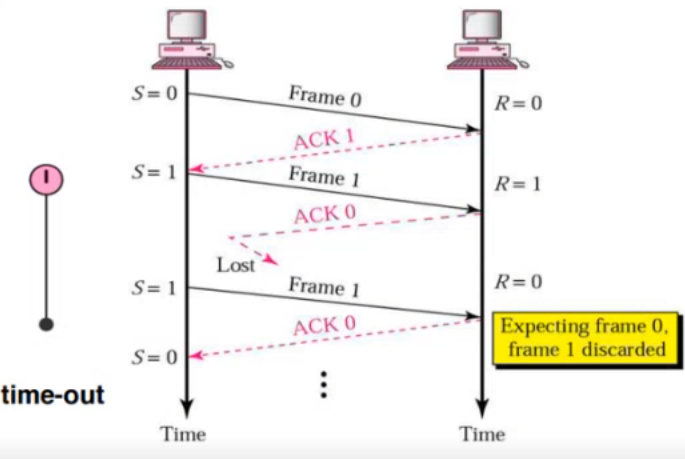 S = 0
Frame 0
R = 0
ACK 1
S = 1
Frame 1
R = 1
ACK 0
Lost
S = 1
Frame 1
R = 0
ACK 0
Expecting frame 0,
frame 1 discarded
S = 0
time-out
Time
Time